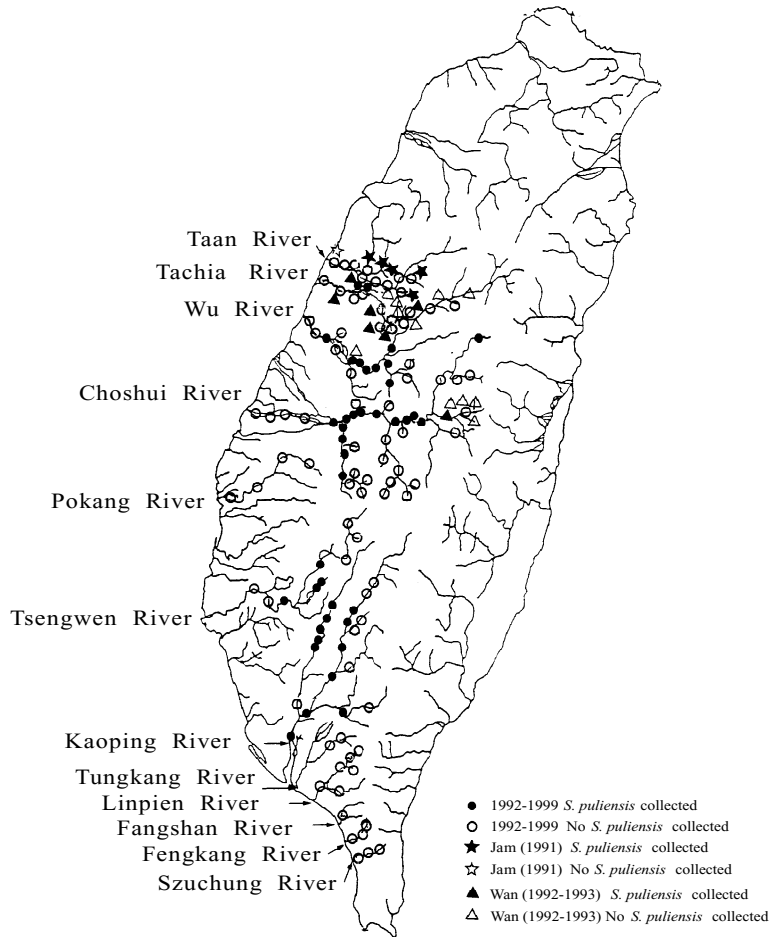 Taan River
Tachia River
Wu River
Choshui River
Pokang River
Tsengwen River
Kaoping River
Tungkang River
Linpien River
Fangshan River
Fengkang River
Szuchung River
1992-1999 S. puliensis collected
1992-1999 No S. puliensis collected
Jam (1991) S. puliensis collected
Jam (1991) No S. puliensis collected
Wan (1992-1993) S. puliensis collected
Wan (1992-1993) No S. puliensis collected